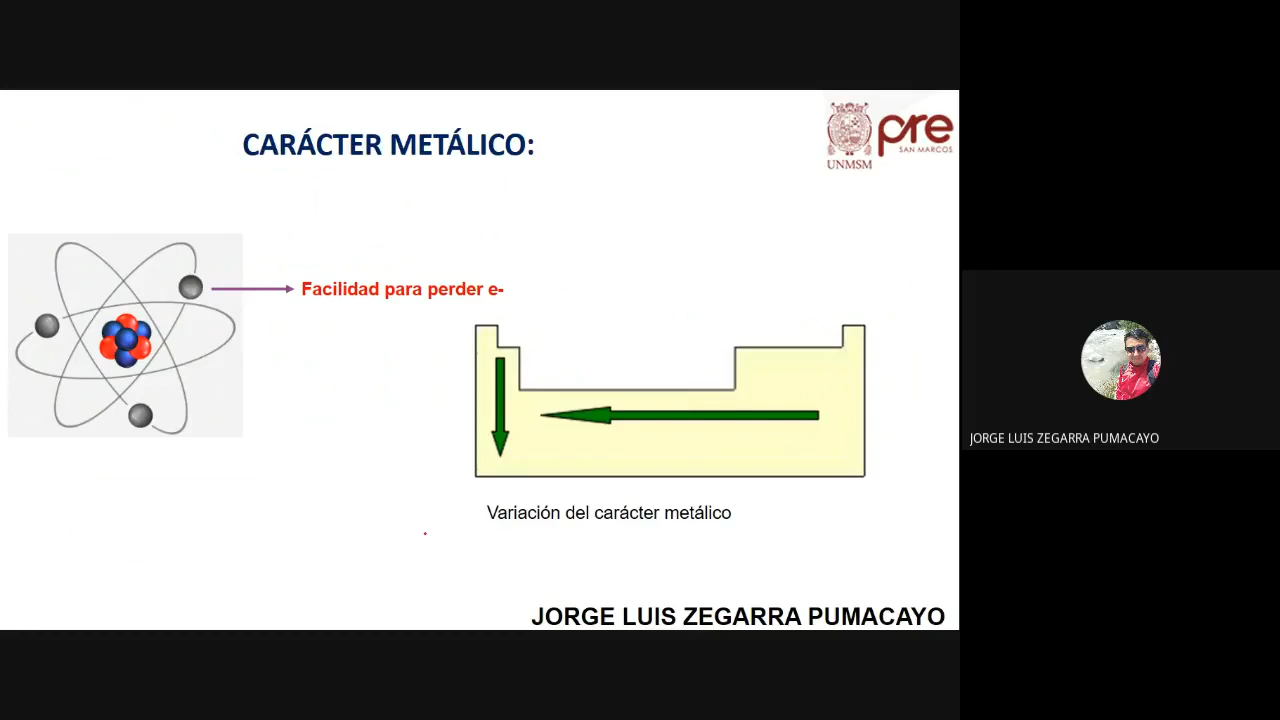 CARÁCTER METÁLICO:
UNMSM
pre
SAN MARCOS
Facilidad para perder e-
Variación del carácter metálico
JORGE LUIS ZEGARRA PUMACAYO
JORGE LUIS ZEGARRA PUMACAYO